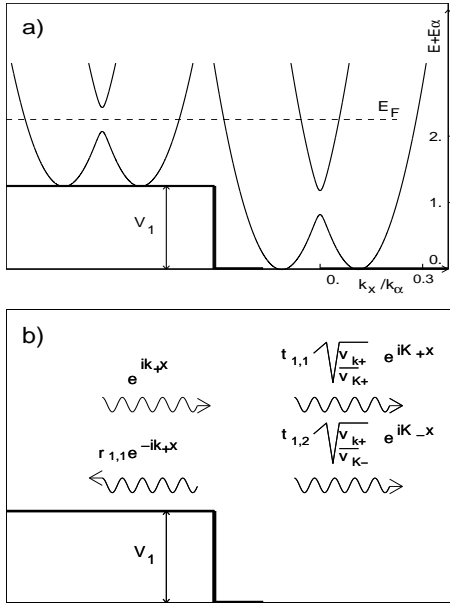 a)
E+Eα
E_F
2.
1.
V_1
0.
0. 0.3
k_x/k_α
b)
t_{1,1} √(v_{k+}/v_{K+}) e^{iK_+x}
e^{ik_+x}
t_{1,2} √(v_{k+}/v_{K-}) e^{iK_-x}
r_{1,1}e^{-ik_+x}
V_1